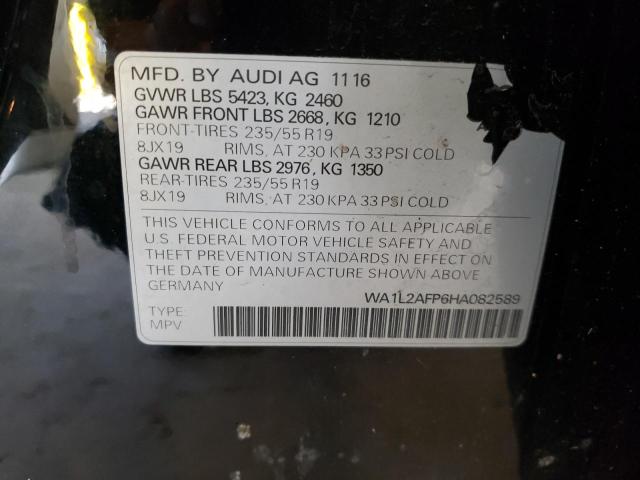 MFD. BY AUDI AG 11 16
GVWR LBS 5423, KG 2460
GAWR FRONT LBS 2668, KG 1210
FRONT-TIRES 235/55 R19
8JX19 RIMS, AT 230 KPA 33 PSI COLD
GAWR REAR LBS 2976, KG 1350
REAR-TIRES 235/55 R19
8JX19 RIMS, AT 230 KPA 33 PSI COLD
THIS VEHICLE CONFORMS TO ALL APPLICABLE
U.S. FEDERAL MOTOR VEHICLE SAFETY AND
THEFT PREVENTION STANDARDS IN EFFECT ON
THE DATE OF MANUFACTURE SHOWN ABOVE
GERMANY
WA1L2AFP6HA082589
TYPE:
MPV